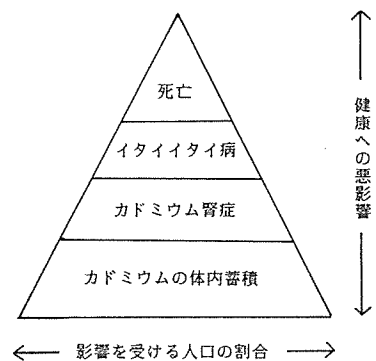 死亡
イタイイタイ病
カドミウム腎症
カドミウムの体内蓄積
影響を受ける人口の割合
健康への悪影響